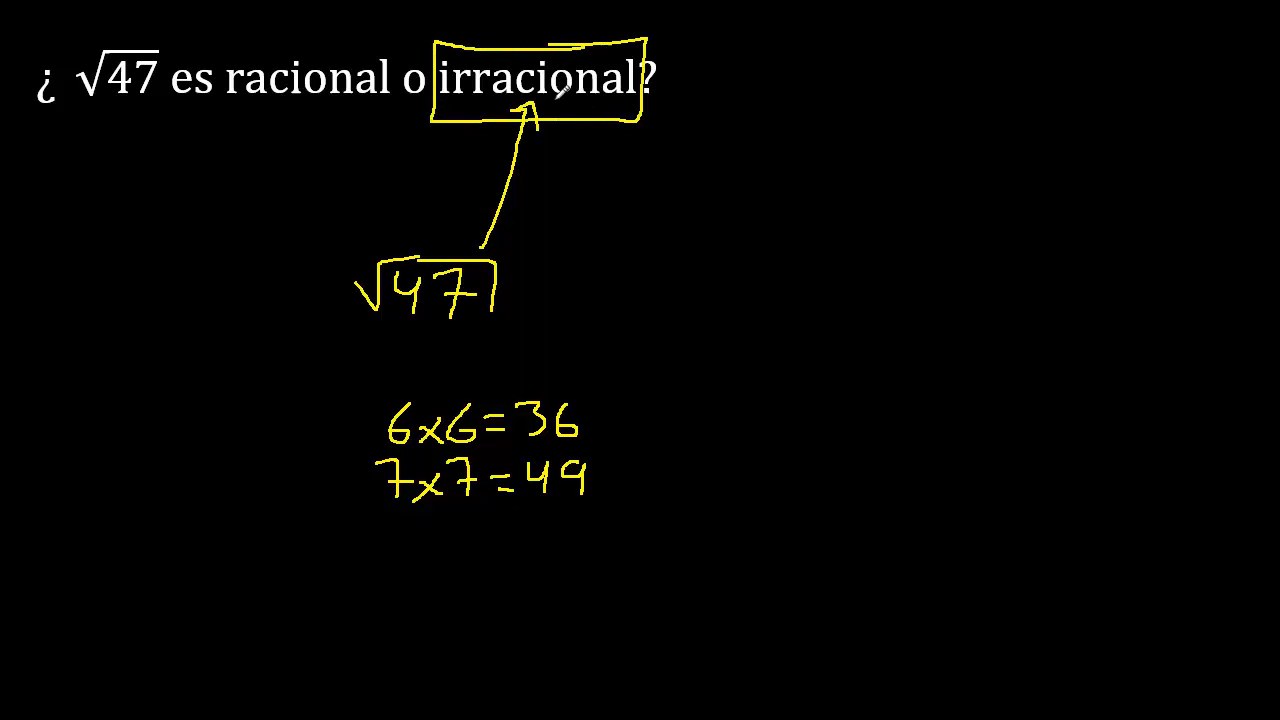 ¿ √47 es racional o irracional?
√47
6x6=36
7x7=49